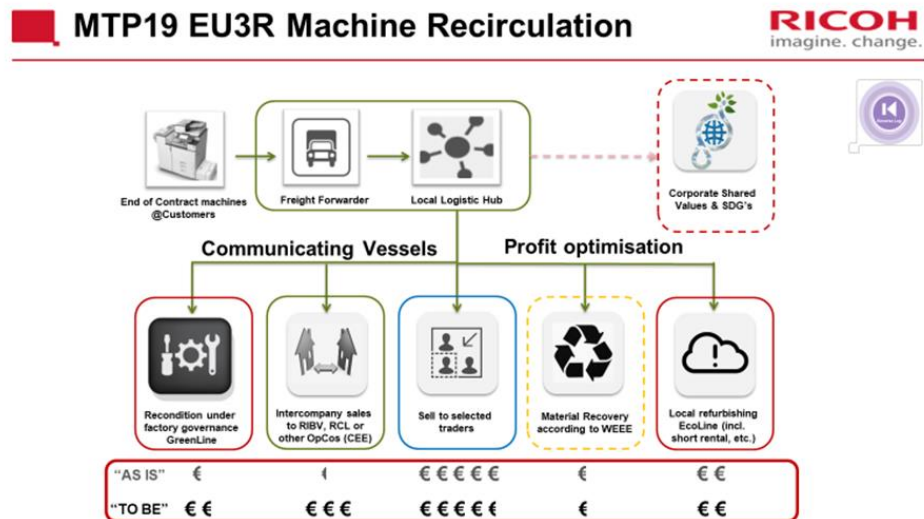 MTP19 EU3R Machine Recirculation
RICOH
imagine. change.
End of Contract machines
@Customers
Freight Forwarder
Local Logistic Hub
Corporate Shared
Values & SDG's
Communicating Vessels
Profit optimisation
Recondition under
factory governance
GreenLine
Intercompany sales
to RIBV, RCL or
other OpCos (CEE)
Sell to selected
traders
Material Recovery
according to WEEE
Local refurbishing
EcoLine (incl.
short rental, etc.)
"AS IS" € € € € € € € € €
"TO BE" € € € € € € € € € € € € €